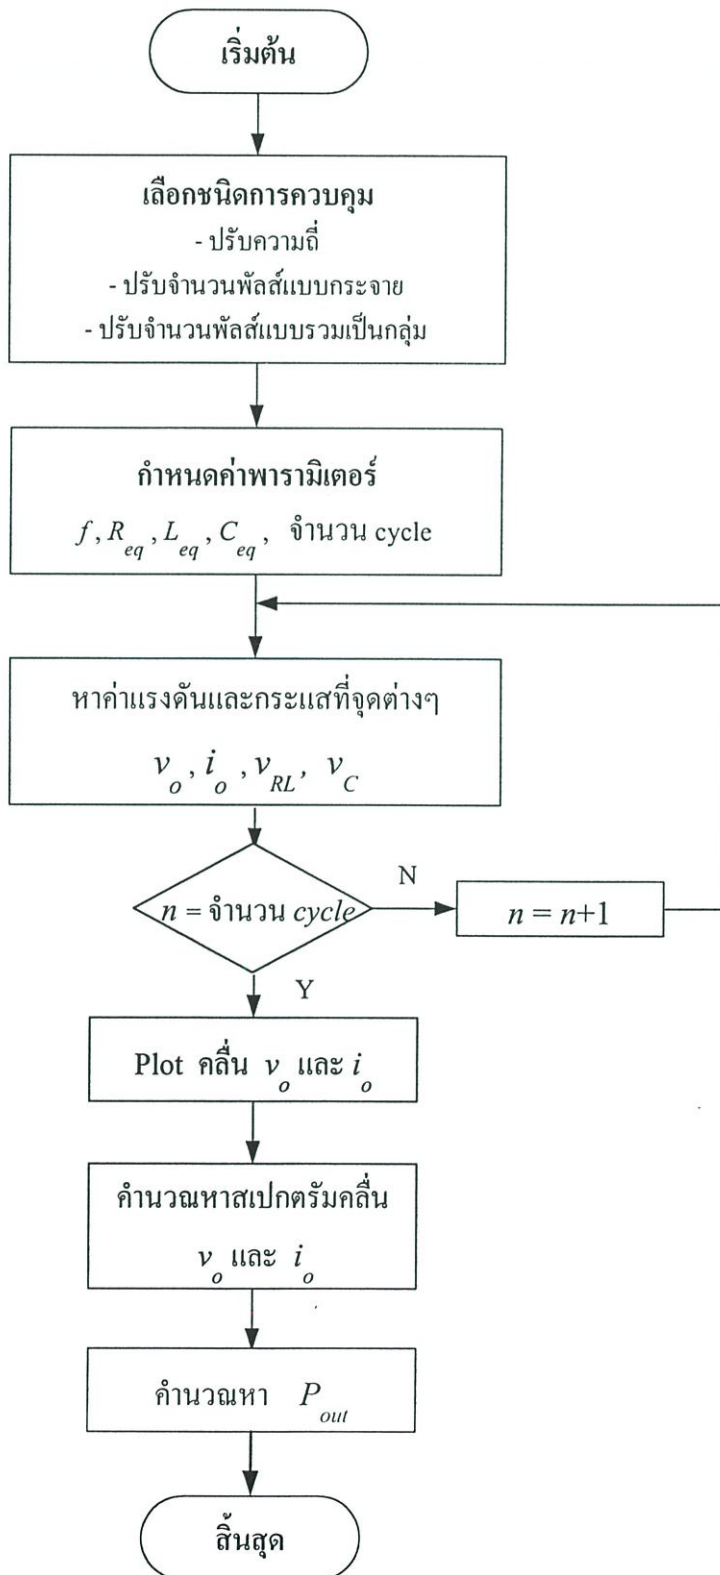 เริ่มต้น
เลือกชนิดการควบคุม
- ปรับความถี่
- ปรับจำนวนพัลส์แบบกระจาย
- ปรับจำนวนพัลส์แบบรวมเป็นกลุ่ม
กำหนดค่าพารามิเตอร์
f, R_eq, L_eq, C_eq, จำนวน cycle
หาค่าแรงดันและกระแสที่จุดต่างๆ
v_o, i_o, v_RL, v_C
n = จำนวน cycle
N
n = n+1
Y
Plot คลื่น v_o และ i_o
คำนวณหาสเปกตรัมคลื่น
v_o และ i_o
คำนวณหา P_out
สิ้นสุด